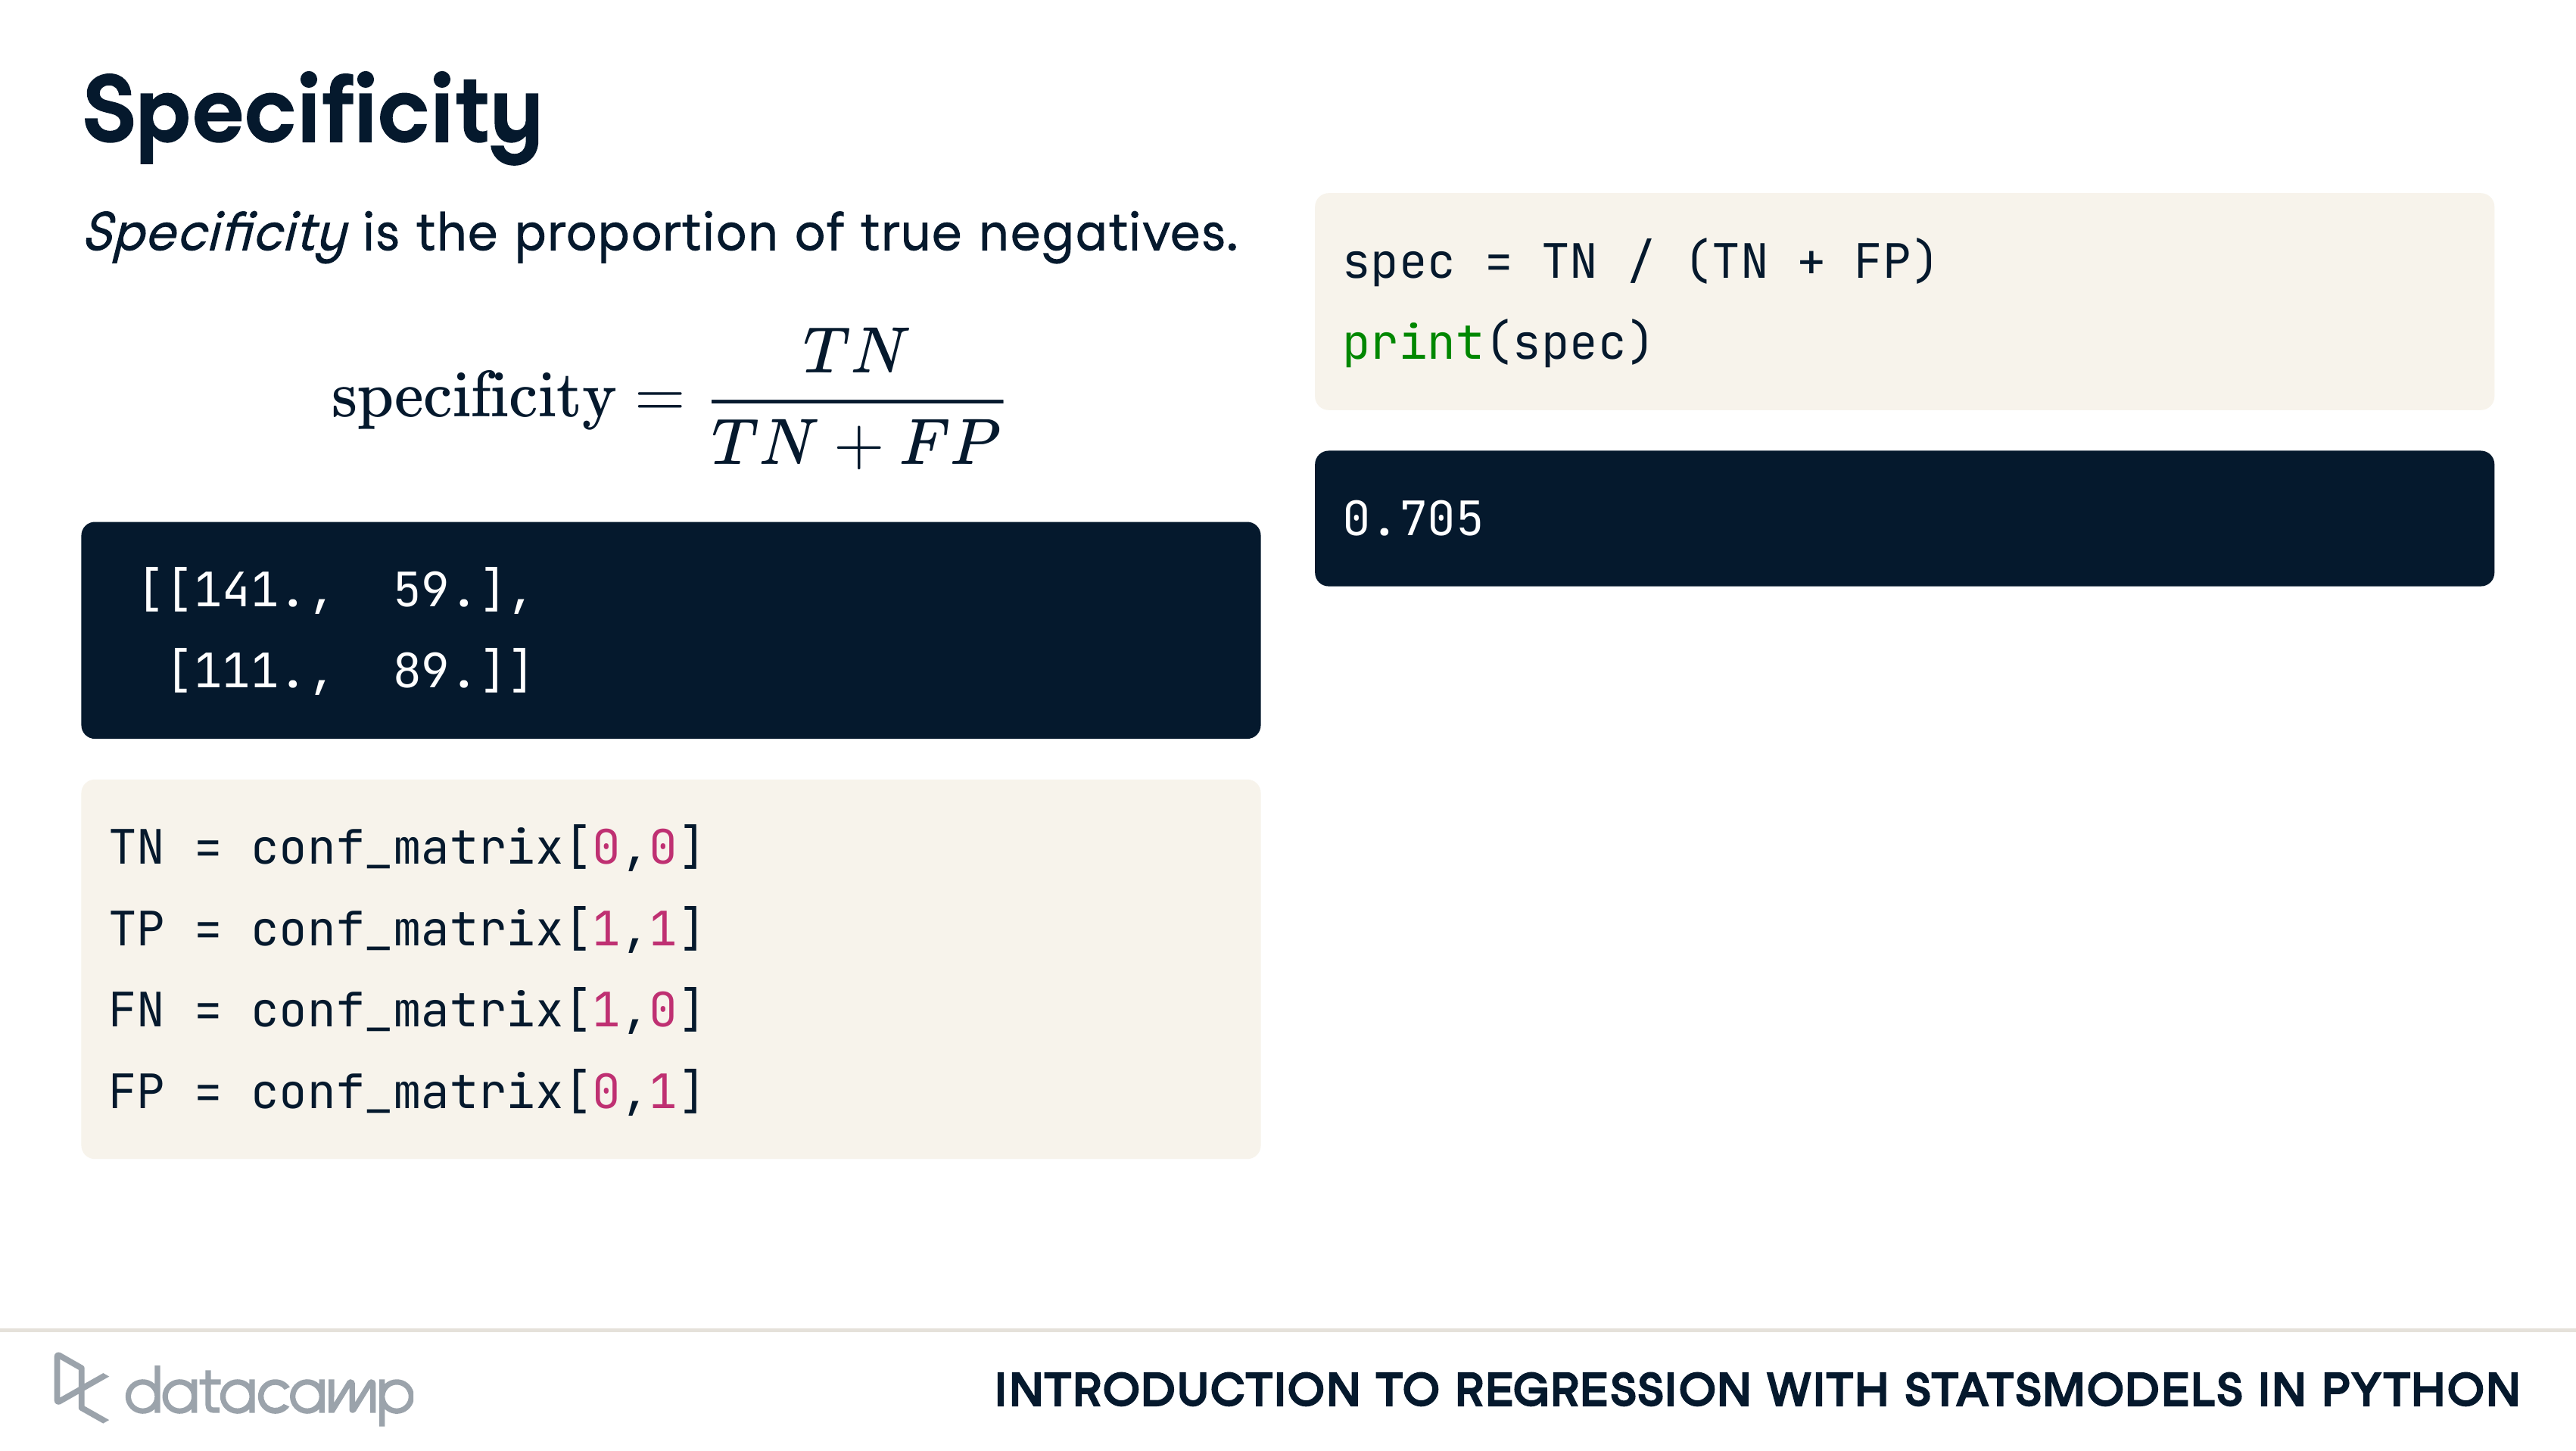 Specificity
Specificity is the proportion of true negatives.
specificity = TN / TN + FP
[[141.,  59.],
[111.,  89.]]
TN = conf_matrix[0,0]
TP = conf_matrix[1,1]
FN = conf_matrix[1,0]
FP = conf_matrix[0,1]
spec = TN / (TN + FP)
print(spec)
0.705
datacamp
INTRODUCTION TO REGRESSION WITH STATSMODELS IN PYTHON